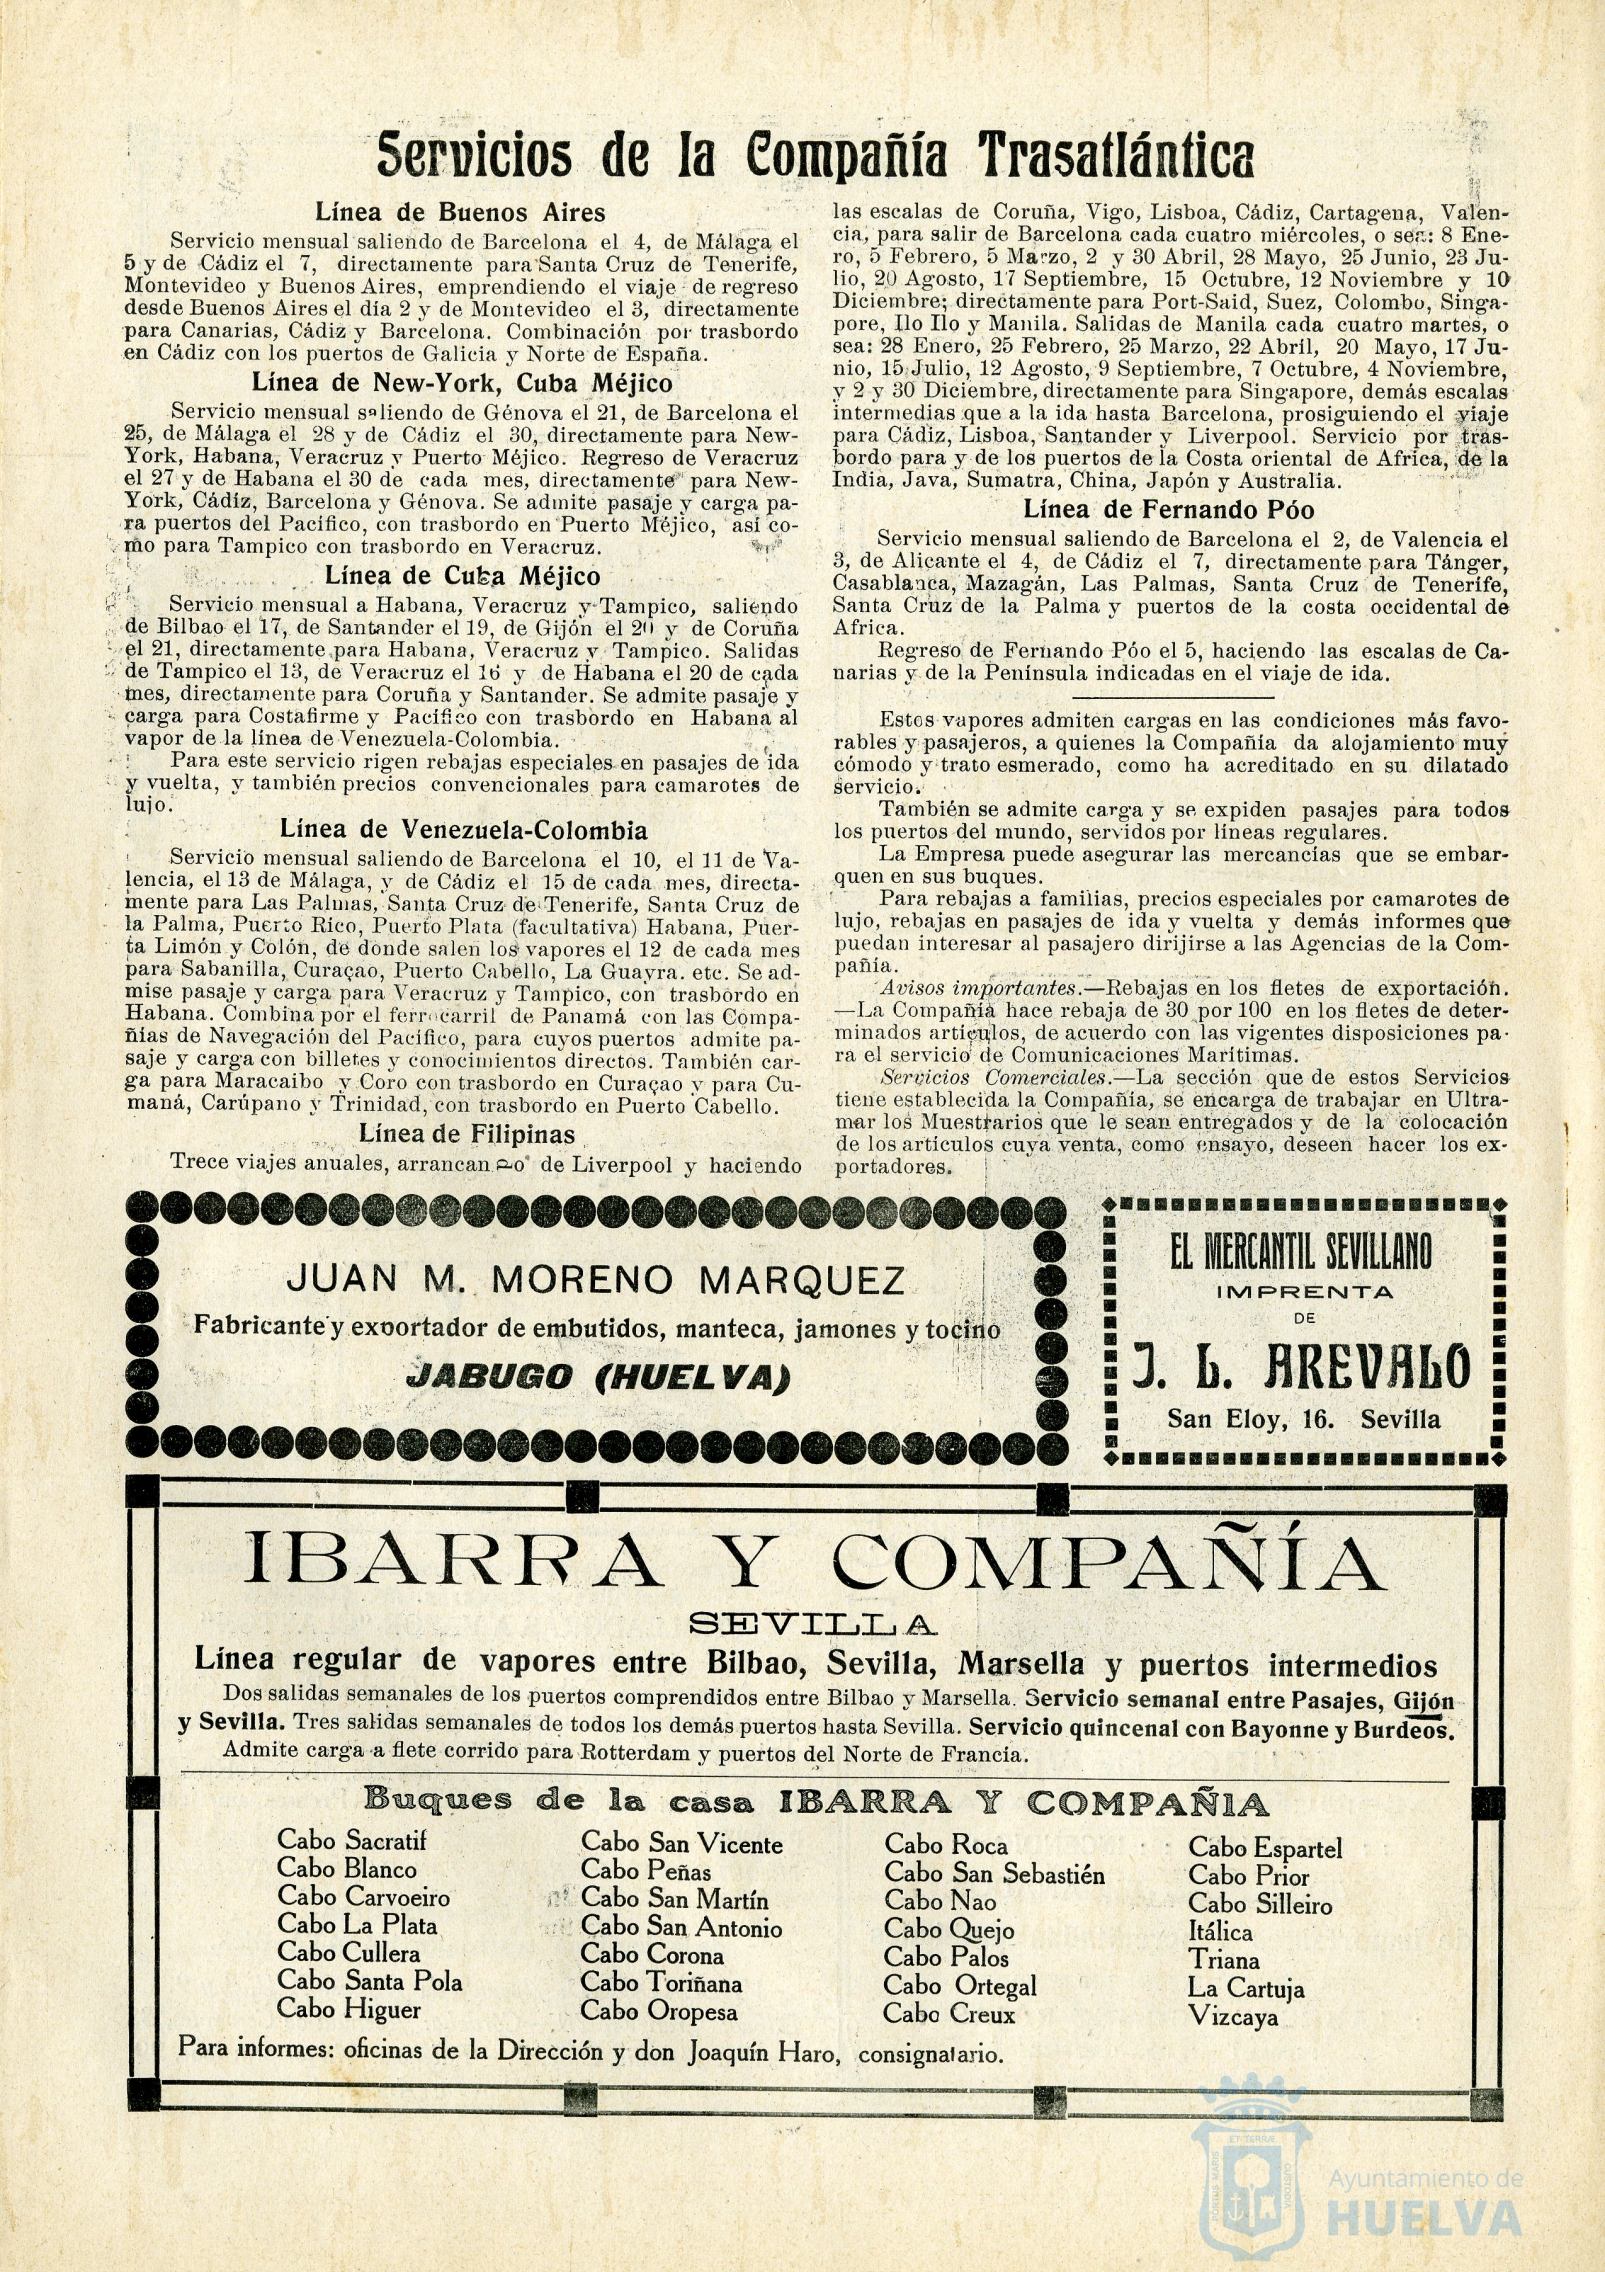 Servicios de la Compañía Trasatlántica
Línea de Buenos Aires
Servicio mensual saliendo de Barcelona el 4, de Málaga el
5 y de Cádiz el 7, directamente para Santa Cruz de Tenerife,
Montevideo y Buenos Aires, emprendiendo el viaje de regreso
desde Buenos Aires el día 2 y de Montevideo el 3, directamente
para Canarias, Cádiz y Barcelona. Combinación por trasbordo
en Cádiz con los puertos de Galicia y Norte de España.
Línea de New-York, Cuba Méjico
Servicio mensual saliendo de Génova el 21, de Barcelona el
25, de Málaga el 28 y de Cádiz el 30, directamente para New-
York, Habana, Veracruz y Puerto Méjico. Regreso de Veracruz
el 27 y de Habana el 30 de cada mes, directamente para New-
York, Cádiz, Barcelona y Génova. Se admite pasaje y carga pa-
ra puertos del Pacífico, con trasbordo en Puerto Méjico, así co-
mo para Tampico con trasbordo en Veracruz.
Línea de Cuba Méjico
Servicio mensual a Habana, Veracruz y Tampico, saliendo
de Bilbao el 17, de Santander el 19, de Gijón el 20 y de Coruña
el 21, directamente para Habana, Veracruz y Tampico. Salidas
de Tampico el 13, de Veracruz el 16 y de Habana el 20 de cada
mes, directamente para Coruña y Santander. Se admite pasaje y
carga para Costafirme y Pacífico con trasbordo en Habana al
vapor de la línea de Venezuela-Colombia.
Para este servicio rigen rebajas especiales en pasajes de ida
y vuelta, y también precios convencionales para camarotes de
lujo.
Línea de Venezuela-Colombia
Servicio mensual saliendo de Barcelona el 10, el 11 de Va-
lencia, el 13 de Málaga, y de Cádiz el 15 de cada mes, directa-
mente para Las Palmas, Santa Cruz de Tenerife, Santa Cruz de
la Palma, Puerto Rico, Puerto Plata (facultativa) Habana, Puer-
ta Limón y Colón, de donde salen los vapores el 12 de cada mes
para Sabanilla, Curaçao, Puerto Cabello, La Guayra. etc. Se ad-
mise pasaje y carga para Veracruz y Tampico, con trasbordo en
Habana. Combina por el ferrocarril de Panamá con las Compa-
ñías de Navegación del Pacífico, para cuyos puertos admite pa-
saje y carga con billetes y conocimientos directos. También car-
ga para Maracaibo y Coro con trasbordo en Curaçao y para Cu-
maná, Carúpano y Trinidad, con trasbordo en Puerto Cabello.
Línea de Filipinas
Trece viajes anuales, arrancando de Liverpool y haciendo
las escalas de Coruña, Vigo, Lisboa, Cádiz, Cartagena, Valen-
cia, para salir de Barcelona cada cuatro miércoles, o sea: 8 Ene-
ro, 5 Febrero, 5 Marzo, 2 y 30 Abril, 28 Mayo, 25 Junio, 23 Ju-
lio, 20 Agosto, 17 Septiembre, 15 Octubre, 12 Noviembre y 10
Diciembre; directamente para Port-Said, Suez, Colombo, Singa-
pore, Ilo Ilo y Manila. Salidas de Manila cada cuatro martes, o
sea: 28 Enero, 25 Febrero, 25 Marzo, 22 Abril, 20 Mayo, 17 Ju-
nio, 15 Julio, 12 Agosto, 9 Septiembre, 7 Octubre, 4 Noviembre,
y 2 y 30 Diciembre, directamente para Singapore, demás escalas
intermedias que a la ida hasta Barcelona, prosiguiendo el viaje
para Cádiz, Lisboa, Santander y Liverpool. Servicio por tras-
bordo para y de los puertos de la Costa oriental de Africa, de la
India, Java, Sumatra, China, Japón y Australia.
Línea de Fernando Póo
Servicio mensual saliendo de Barcelona el 2, de Valencia el
3, de Alicante el 4, de Cádiz el 7, directamente para Tánger,
Casablanca, Mazagán, Las Palmas, Santa Cruz de Tenerife,
Santa Cruz de la Palma y puertos de la costa occidental de
Africa.
Regreso de Fernando Póo el 5, haciendo las escalas de Ca-
narias y de la Península indicadas en el viaje de ida.
Estos vapores admiten cargas en las condiciones más favo-
rables y pasajeros, a quienes la Compañía da alojamiento muy
cómodo y trato esmerado, como ha acreditado en su dilatado
servicio.
También se admite carga y se expiden pasajes para todos
los puertos del mundo, servidos por líneas regulares.
La Empresa puede asegurar las mercancías que se embar-
quen en sus buques.
Para rebajas a familias, precios especiales por camarotes de
lujo, rebajas en pasajes de ida y vuelta y demás informes que
puedan interesar al pasajero dirijirse a las Agencias de la Com-
pañía.
Avisos importantes.—Rebajas en los fletes de exportación.
—La Compañía hace rebaja de 30 por 100 en los fletes de deter-
minados artículos, de acuerdo con las vigentes disposiciones pa-
ra el servicio de Comunicaciones Marítimas.
Servicios Comerciales.—La sección que de estos Servicios
tiene establecida la Compañía, se encarga de trabajar en Ultra-
mar los Muestrarios que le sean entregados y de la colocación
de los artículos cuya venta, como ensayo, deseen hacer los ex-
portadores.
JUAN M. MORENO MARQUEZ
Fabricante y exportador de embutidos, manteca, jamones y tocino
JABUGO (HUELVA)
EL MERCANTIL SEVILLANO
IMPRENTA
DE
J. L. AREVALO
San Eloy, 16. Sevilla
IBARRA Y COMPAÑÍA
SEVILLA
Línea regular de vapores entre Bilbao, Sevilla, Marsella y puertos intermedios
Dos salidas semanales de los puertos comprendidos entre Bilbao y Marsella. Servicio semanal entre Pasajes, Gijón
y Sevilla. Tres salidas semanales de todos los demás puertos hasta Sevilla. Servicio quincenal con Bayonne y Burdeos.
Admite carga a flete corrido para Rotterdam y puertos del Norte de Francia.
Buques de la casa IBARRA Y COMPAÑIA
Cabo Sacratif
Cabo Blanco
Cabo Carvoeiro
Cabo La Plata
Cabo Cullera
Cabo Santa Pola
Cabo Higuer
Cabo San Vicente
Cabo Peñas
Cabo San Martín
Cabo San Antonio
Cabo Corona
Cabo Toriñana
Cabo Oropesa
Cabo Roca
Cabo San Sebastién
Cabo Nao
Cabo Quejo
Cabo Palos
Cabo Ortegal
Cabo Creux
Cabo Espartel
Cabo Prior
Cabo Silleiro
Itálica
Triana
La Cartuja
Vizcaya
Para informes: oficinas de la Dirección y don Joaquín Haro, consignatario.
ET TERRÆ
PORTUS MARIS
CUSTODIA
Ayuntamiento de
HUELVA